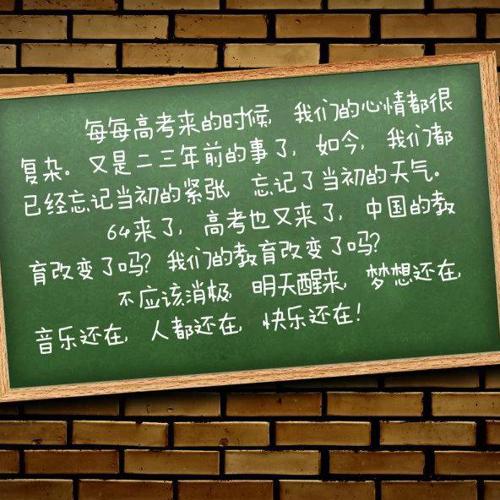 每每高考来的时候，我们的心情都很
复杂。又是二三年前的事了，如今，我们都
已经忘记当初的紧张，忘记了当初的天气。
64来了，高考也又来了，中国的教
育改变了吗？我们的教育改变了吗？
不应该消极，明天醒来，梦想还在，
音乐还在，人都还在，快乐还在！